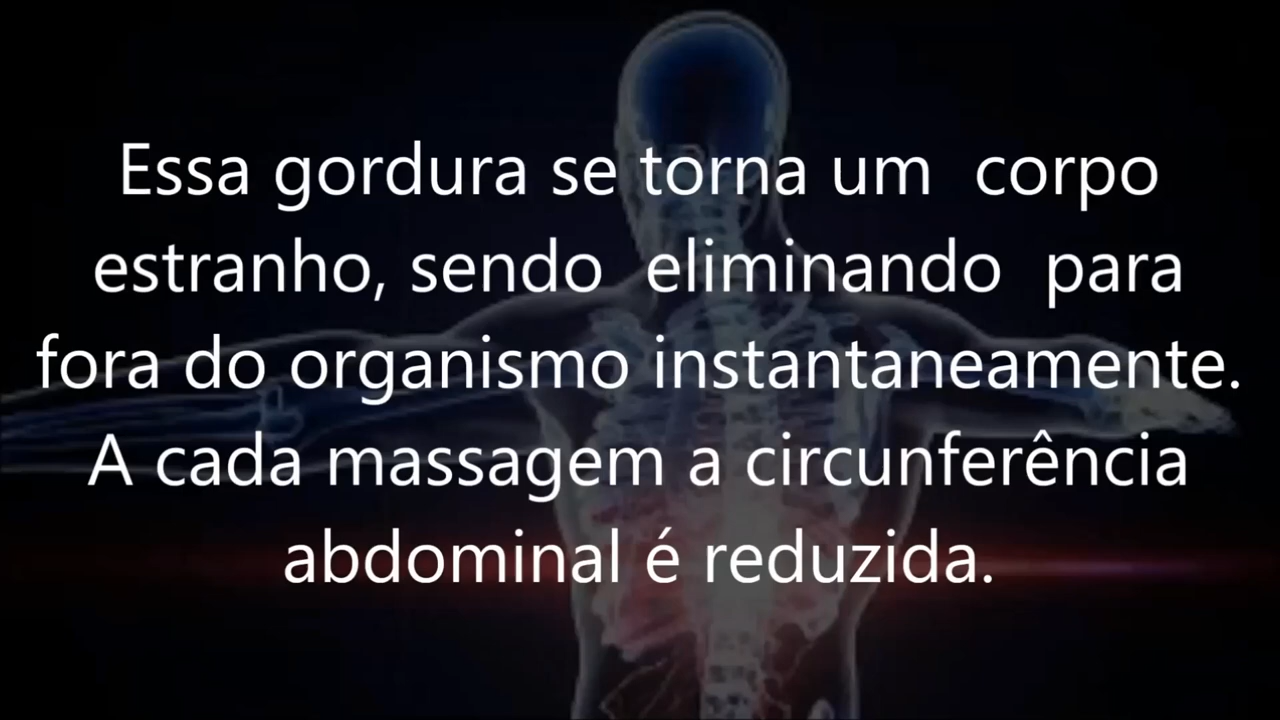 Essa gordura se torna um corpo
estranho, sendo eliminando para
fora do organismo instantaneamente.
A cada massagem a circunferência
abdominal é reduzida.